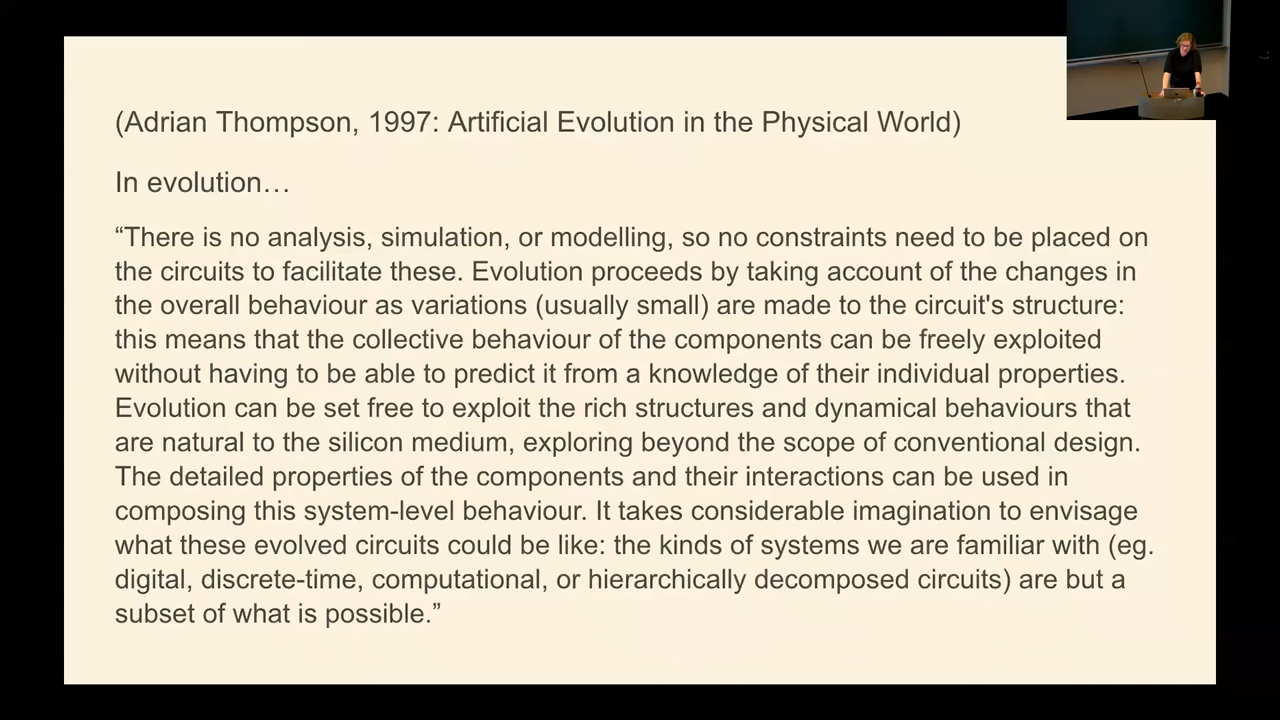 (Adrian Thompson, 1997: Artificial Evolution in the Physical World)
In evolution…
“There is no analysis, simulation, or modelling, so no constraints need to be placed on
the circuits to facilitate these. Evolution proceeds by taking account of the changes in
the overall behaviour as variations (usually small) are made to the circuit's structure:
this means that the collective behaviour of the components can be freely exploited
without having to be able to predict it from a knowledge of their individual properties.
Evolution can be set free to exploit the rich structures and dynamical behaviours that
are natural to the silicon medium, exploring beyond the scope of conventional design.
The detailed properties of the components and their interactions can be used in
composing this system-level behaviour. It takes considerable imagination to envisage
what these evolved circuits could be like: the kinds of systems we are familiar with (eg.
digital, discrete-time, computational, or hierarchically decomposed circuits) are but a
subset of what is possible.”